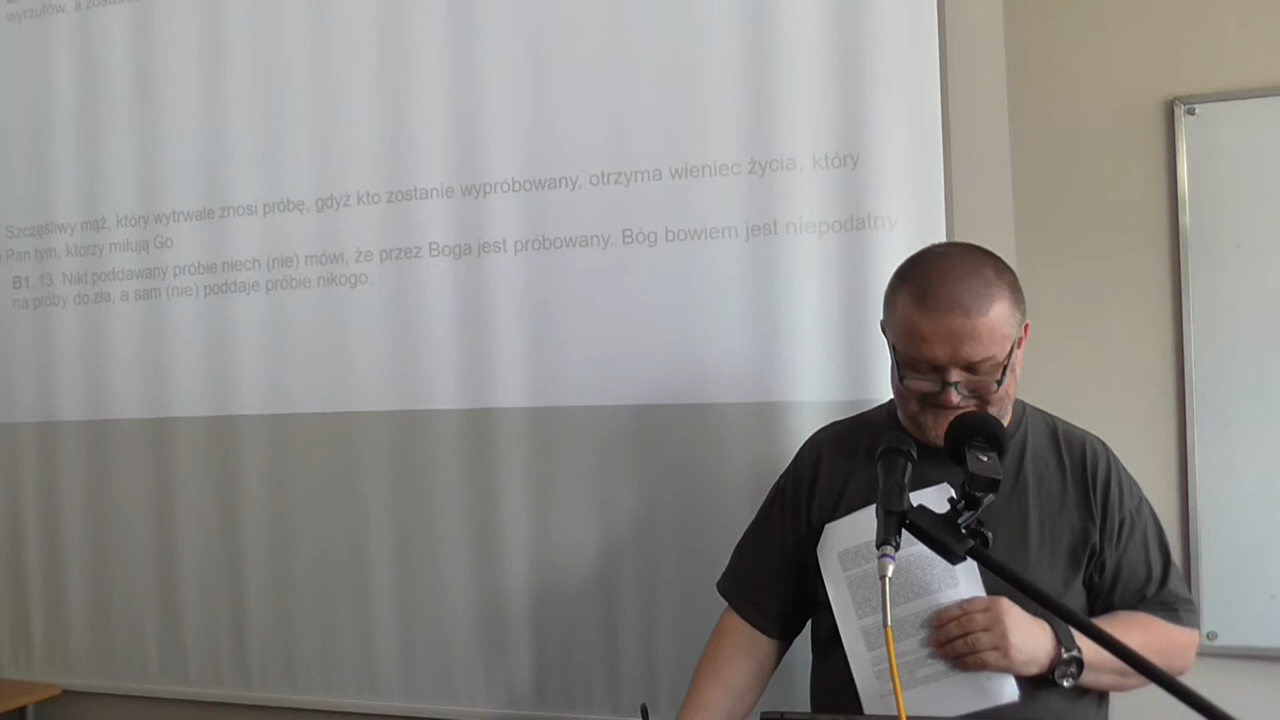 wyrzutów, a zostanie
Szczęśliwy mąż, który wytrwale znosi próbę, gdyż kto zostanie wypróbowany, otrzyma wieniec życia, który
Pan tym, którzy miłują Go.
B1. 13. Nikt poddawany próbie niech (nie) mówi, że przez Boga jest próbowany. Bóg bowiem jest niepodatny
na próby do zła, a sam (nie) poddaje próbie nikogo.